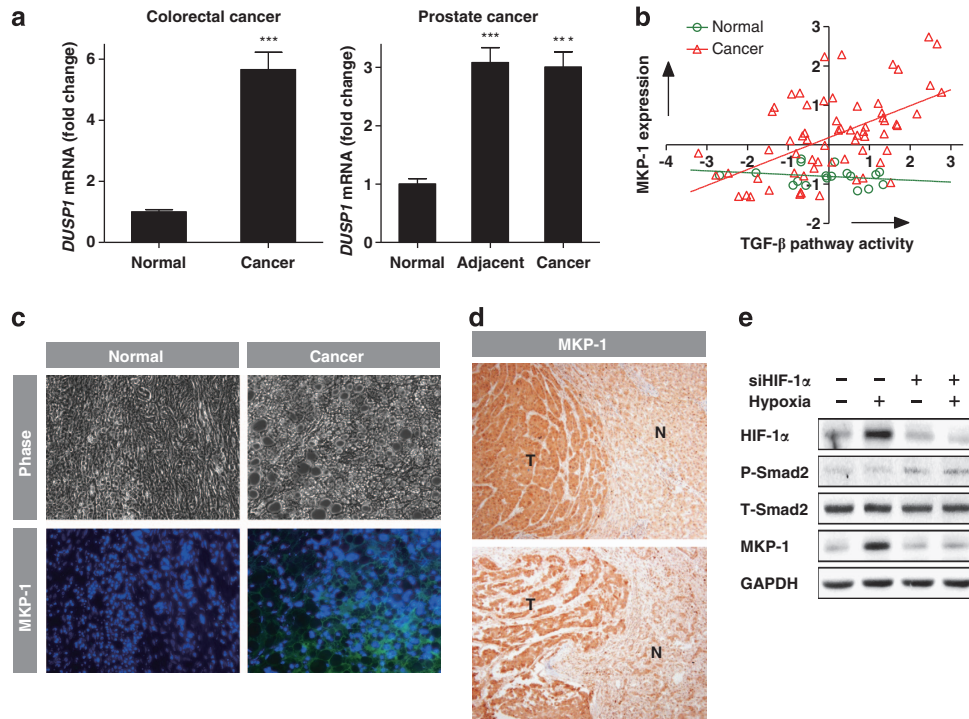 a
Colorectal cancer
DUSP1 mRNA (fold change)
8
6
4
2
0
***
Normal
Cancer
Prostate cancer
DUSP1 mRNA (fold change)
4
3
2
1
0
***
***
Normal
Adjacent
Cancer
b
Normal
Cancer
MKP-1 expression
3
2
1
-1
-2
-4 -3 -2 -1 0 1 2 3
TGF-β pathway activity
c
Normal
Cancer
Phase
MKP-1
d
MKP-1
T
N
T
N
e
siHIF-1α – – + +
Hypoxia – + – +
HIF-1α
P-Smad2
T-Smad2
MKP-1
GAPDH